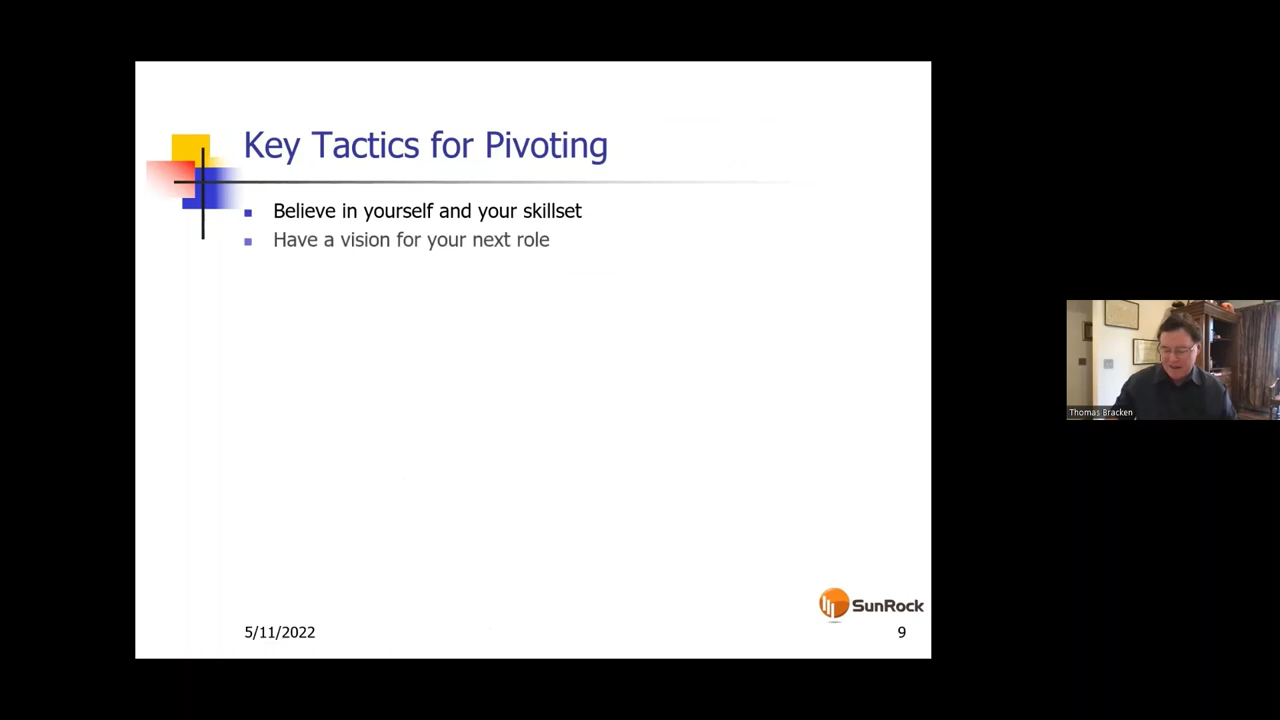 Key Tactics for Pivoting
Believe in yourself and your skillset
Have a vision for your next role
Thomas Bracken
SunRock
5/11/2022
9